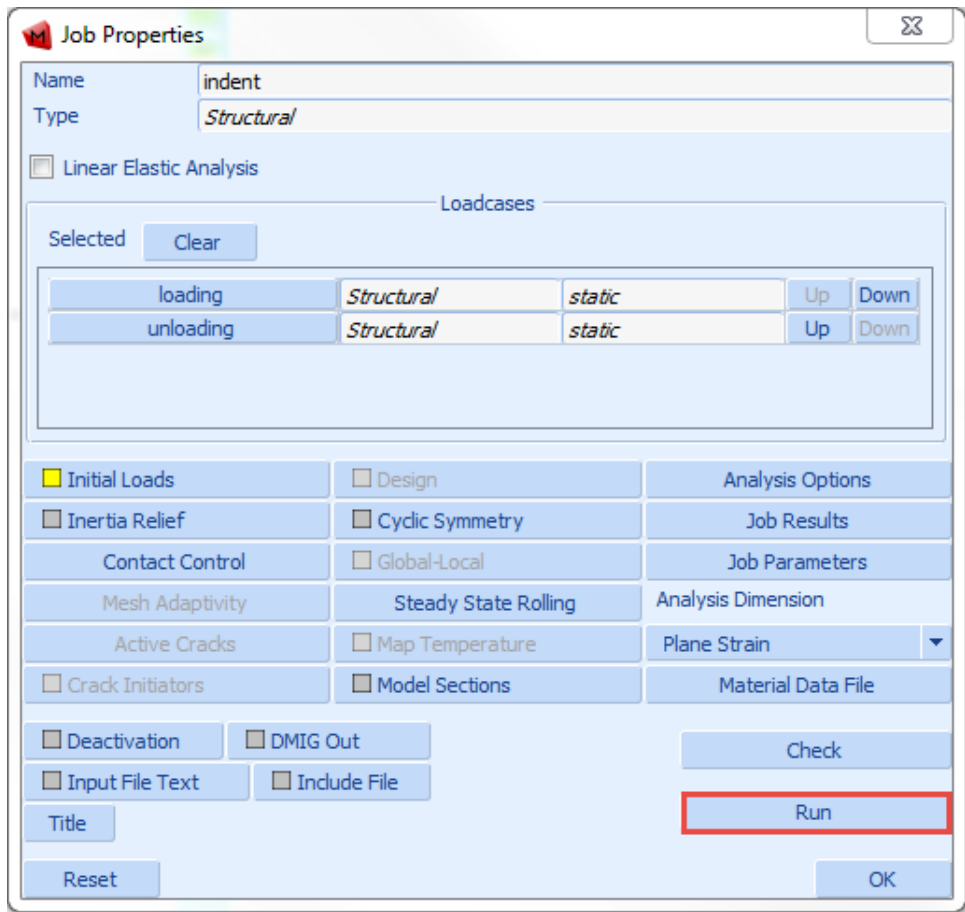 Job Properties
Name indent
Type Structural
Linear Elastic Analysis
Loadcases
Selected Clear
loading Structural static Up Down
unloading Structural static Up Down
Initial Loads Design Analysis Options
Inertia Relief Cyclic Symmetry Job Results
Contact Control Global-Local Job Parameters
Mesh Adaptivity Steady State Rolling Analysis Dimension
Active Cracks Map Temperature Plane Strain
Crack Initiators Model Sections Material Data File
Deactivation DMIG Out Check
Input File Text Include File
Title Run
Reset OK